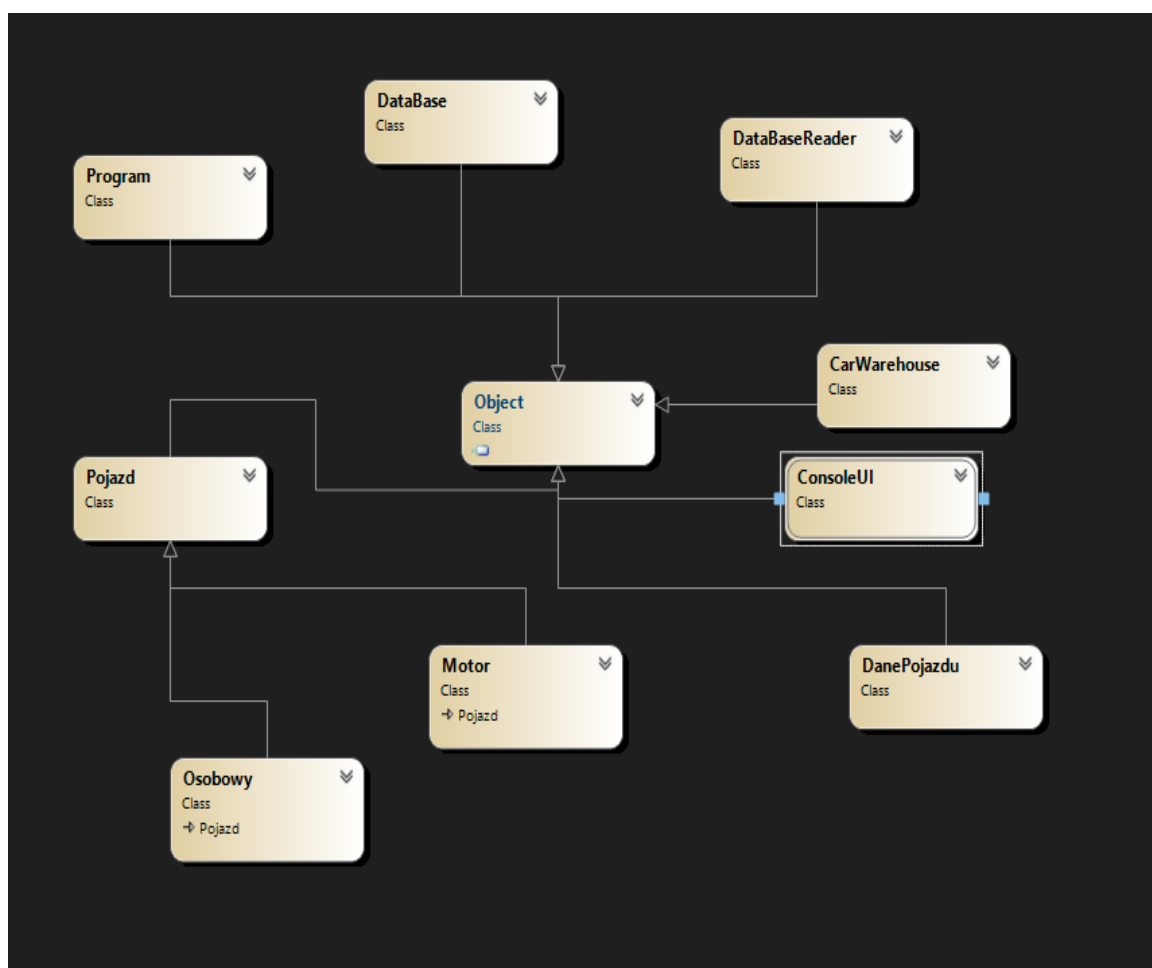 DataBase
Class
DataBaseReader
Class
Program
Class
CarWarehouse
Class
Object
Class
Pojazd
Class
ConsoleUI
Class
Motor
Class
Pojazd
DanePojazdu
Class
Osobowy
Class
Pojazd